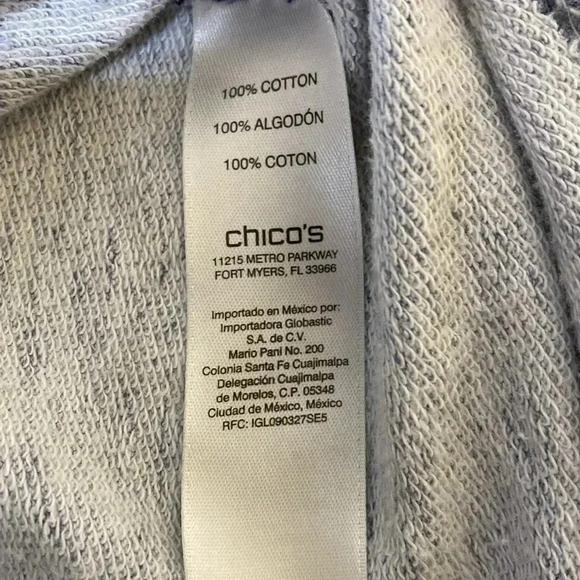 100% COTTON
100% ALGODÓN
100% COTON
chico's
11215 METRO PARKWAY
FORT MYERS, FL 33966
Importado en México por:
Importadora Globastic
S.A. de C.V.
Mario Pani No. 200
Colonia Santa Fe Cuajimalpa
Delegación Cuajimalpa
de Morelos, C.P. 05348
Ciudad de México, México
RFC: IGL090327SE5